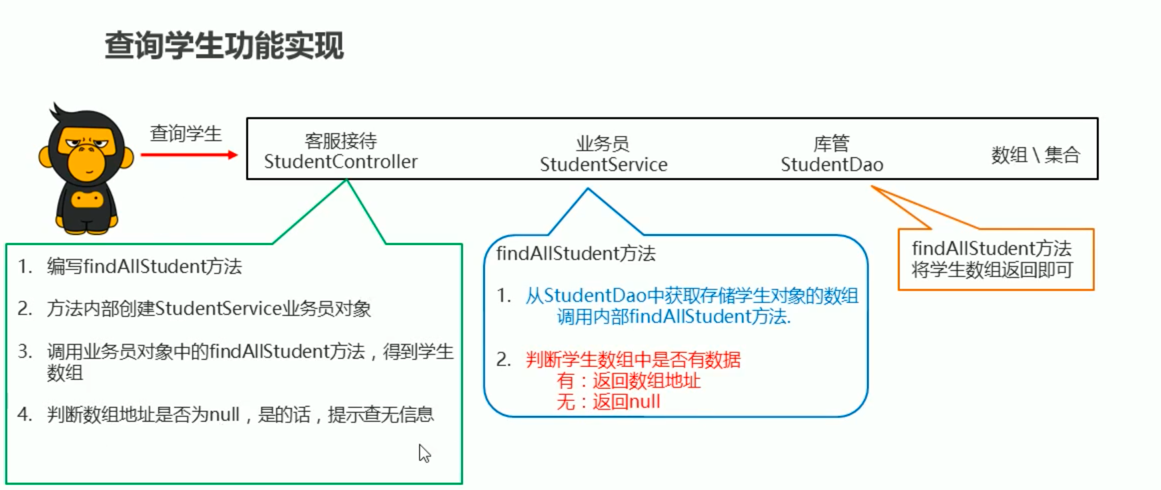 查询学生功能实现
查询学生
客服接待
StudentController
业务员
StudentService
库管
StudentDao
数组 \ 集合
1. 编写findAllStudent方法
2. 方法内部创建StudentService业务员对象
3. 调用业务员对象中的findAllStudent方法，得到学生
数组
4. 判断数组地址是否为null，是的话，提示查无信息
findAllStudent方法
1. 从StudentDao中获取存储学生对象的数组
调用内部findAllStudent方法.
2. 判断学生数组中是否有数据
有：返回数组地址
无：返回null
findAllStudent方法
将学生数组返回即可